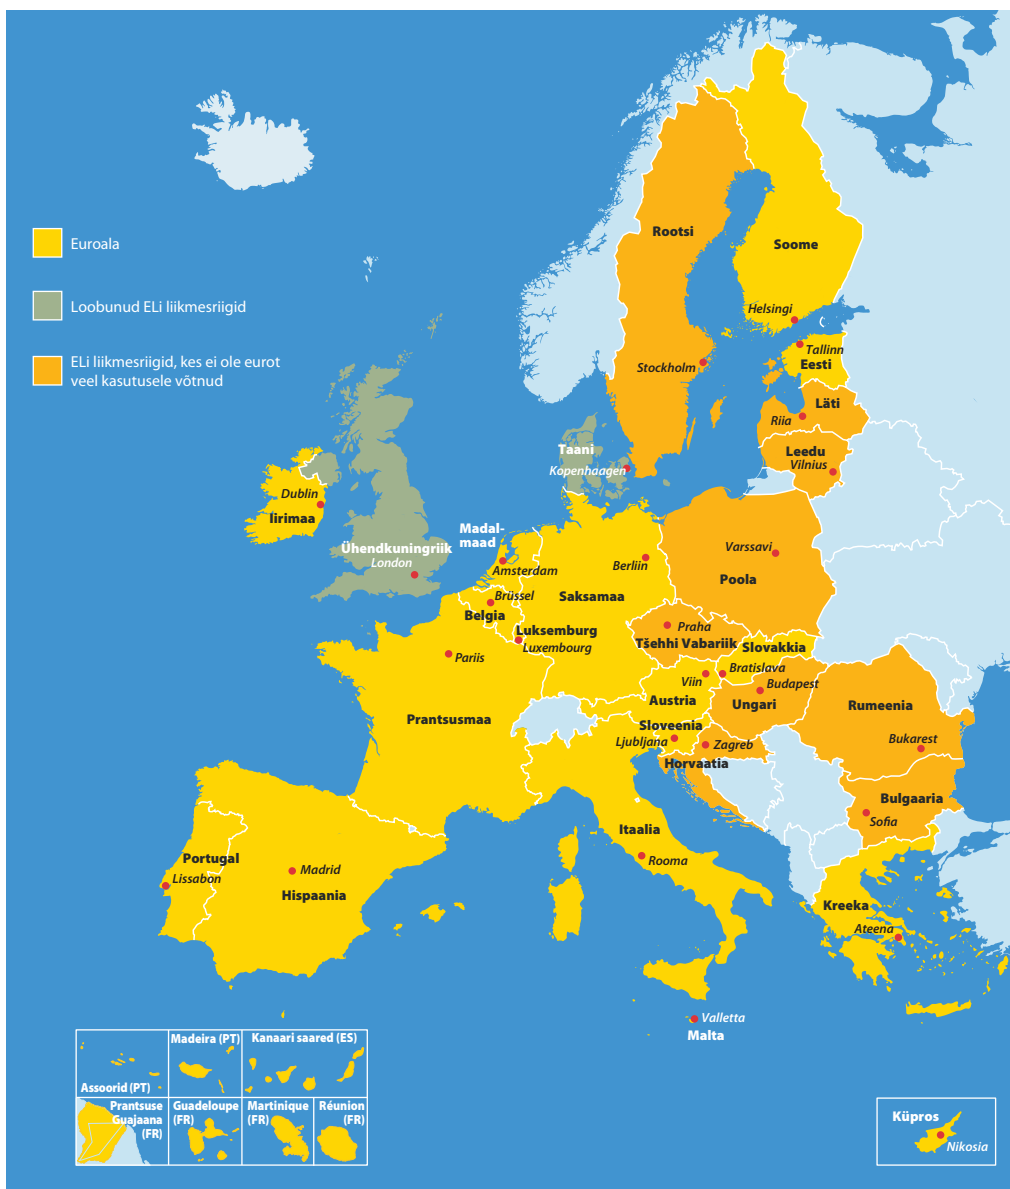 Euroala
Loobunud ELi liikmesriigid
ELi liikmesriigid, kes ei ole eurot
veel kasutusele võtnud
Rootsi
Soome
Helsingi
Stockholm
Tallinn
Eesti
Läti
Riia
Leedu
Vilnius
Taani
Kopenhaagen
Dublin
Iirimaa
Ühendkuningriik
London
Madal-
maad
Amsterdam
Berliin
Varssavi
Poola
Saksamaa
Brüssel
Belgia
Luksemburg
Luxembourg
Praha
Tšehhi Vabariik
Slovakkia
Bratislava
Pariis
Viin
Austria
Budapest
Ungari
Rumeenia
Prantsusmaa
Sloveenia
Ljubljana
Zagreb
Horvaatia
Bukarest
Bulgaaria
Sofia
Itaalia
Rooma
Portugal
Lissabon
Madrid
Hispaania
Kreeka
Ateena
Valletta
Malta
Assoorid (PT)
Madeira (PT)
Kanaari saared (ES)
Prantsuse
Guajaana
(FR)
Guadeloupe
(FR)
Martinique
(FR)
Réunion
(FR)
Küpros
Nikosia